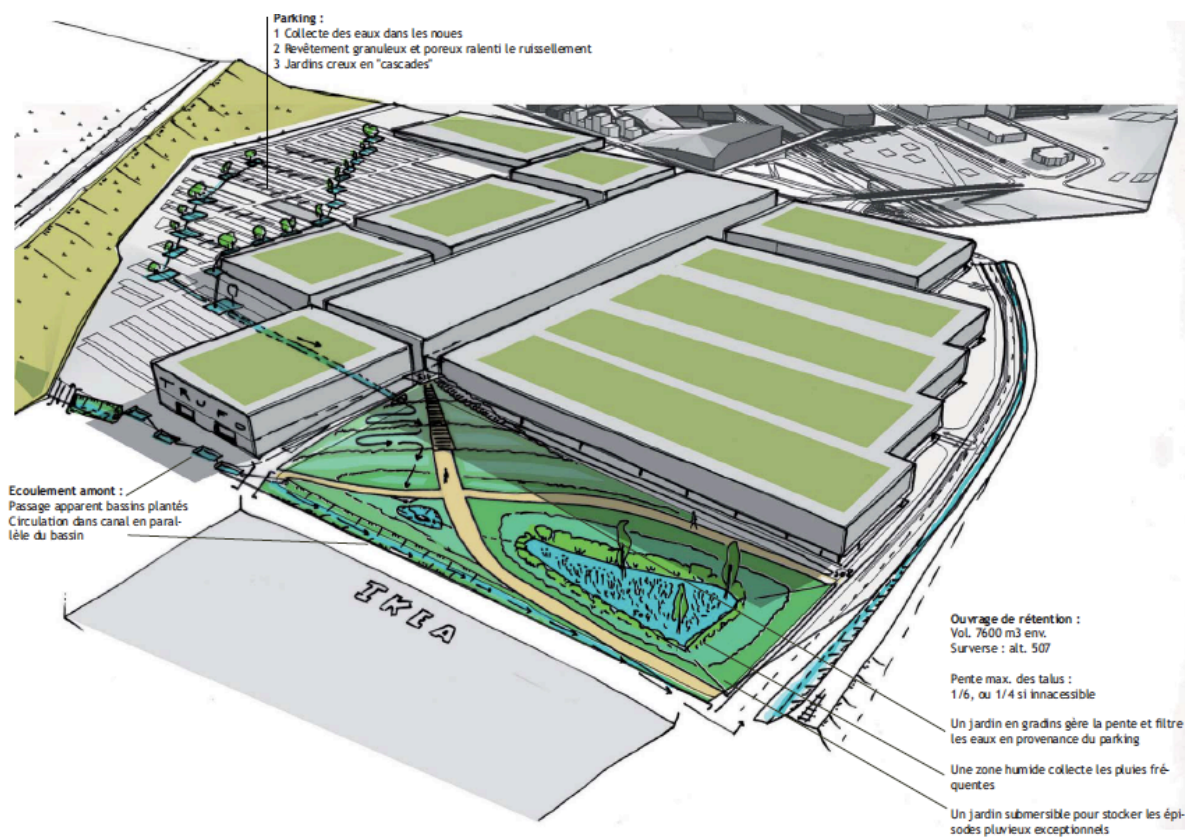 Parking :
1 Collecte des eaux dans les noues
2 Revêtement granuleux et poreux ralenti le ruissellement
3 Jardins creux en "cascades"
Ecoulement amont :
Passage apparent bassins plantés
Circulation dans canal en paral-
lèle du bassin
IKEA
Ouvrage de rétention :
Vol. 7600 m3 env.
Surverse : alt. 507
Pente max. des talus :
1/6, ou 1/4 si innacessible
Un jardin en gradins gère la pente et filtre
les eaux en provenance du parking
Une zone humide collecte les pluies fré-
quentes
Un jardin submersible pour stocker les épi-
sodes pluvieux exceptionnels